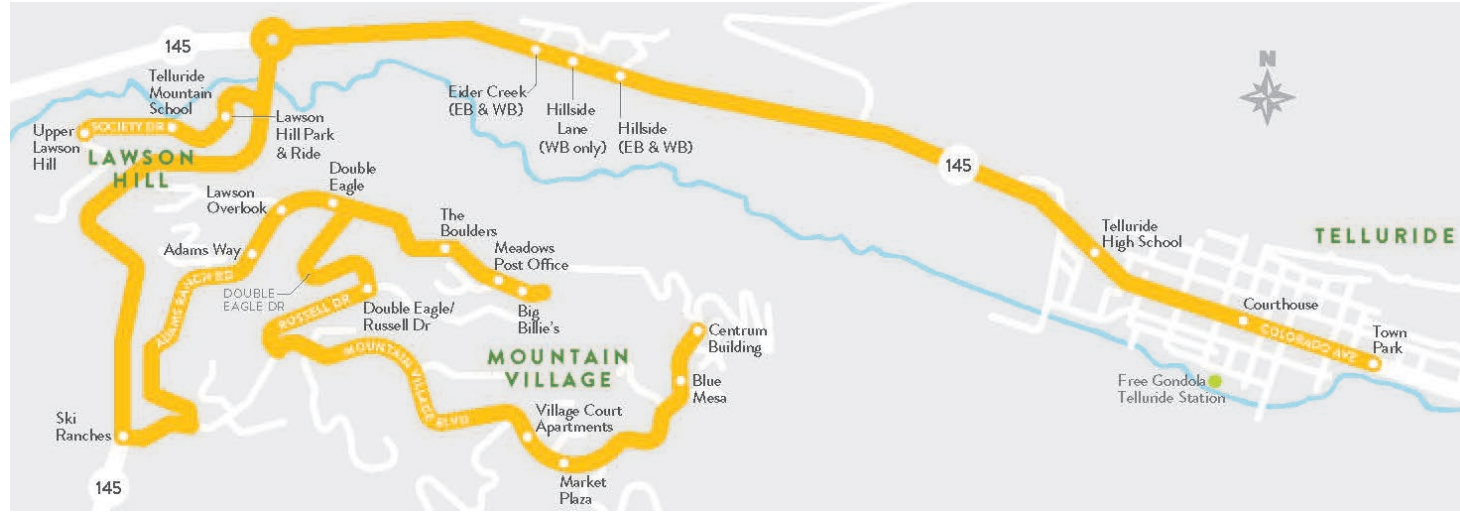 145
Telluride
Mountain
School
SOCIETY DR
Upper
Lawson
Hill
LAWSON
HILL
Lawson
Hill Park
& Ride
Eider Creek
(EB & WB)
Hillside
Lane
(WB only)
Hillside
(EB & WB)
N
145
Double
Eagle
Lawson
Overlook
Adams Way
The
Boulders
Meadows
Post Office
Big
Billie's
ADAMS RANCH RD
DOUBLE
EAGLE DR
RUSSELL DR
Double Eagle/
Russell Dr
MOUNTAIN VILLAGE BLVD
MOUNTAIN
VILLAGE
Centrum
Building
Blue
Mesa
Village Court
Apartments
Market
Plaza
Ski
Ranches
145
Telluride
High School
TELLURIDE
Courthouse
COLORADO AVE
Town
Park
Free Gondola
Telluride Station